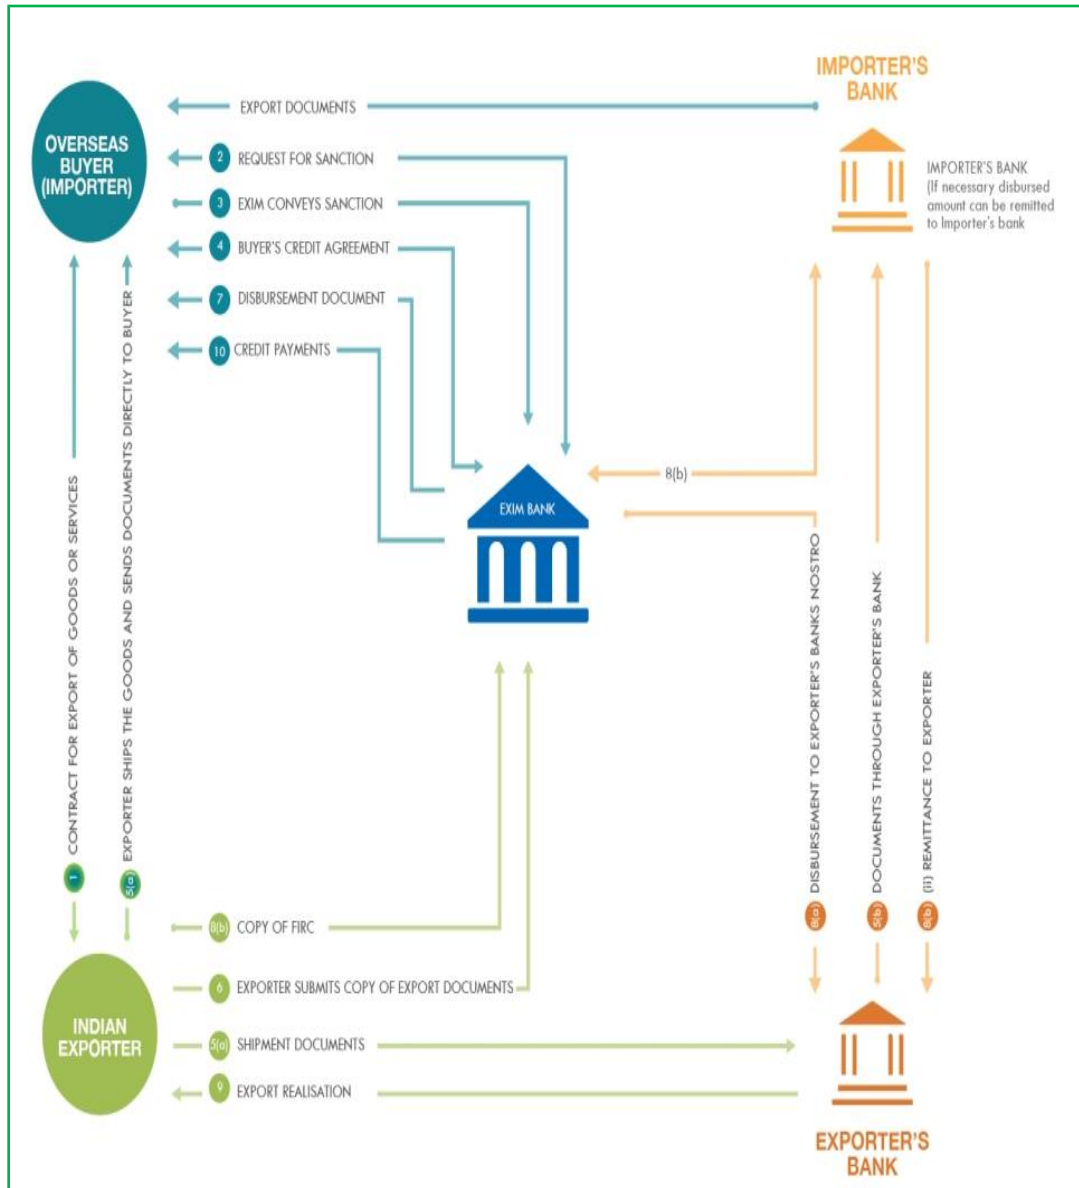 IMPORTER'S
BANK
EXPORT DOCUMENTS
OVERSEAS
BUYER
(IMPORTER)
2 REQUEST FOR SANCTION
IMPORTER'S BANK
(If necessary disbursed
amount can be remitted
to Importer's bank
3 EXIM CONVEYS SANCTION
4 BUYER'S CREDIT AGREEMENT
7 DISBURSEMENT DOCUMENT
10 CREDIT PAYMENTS
8(b)
EXIM BANK
1 CONTRACT FOR EXPORT OF GOODS OR SERVICES
5(a) EXPORTER SHIPS THE GOODS AND SENDS DOCUMENTS DIRECTLY TO BUYER
8(a) DISBURSEMENT TO EXPORTER'S BANKS NOSTRO
5(b) DOCUMENTS THROUGH EXPORTER'S BANK
8(b) (ii) REMITTANCE TO EXPORTER
8(b) COPY OF FIRC
6 EXPORTER SUBMITS COPY OF EXPORT DOCUMENTS
INDIAN
EXPORTER
5(a) SHIPMENT DOCUMENTS
9 EXPORT REALISATION
EXPORTER'S
BANK